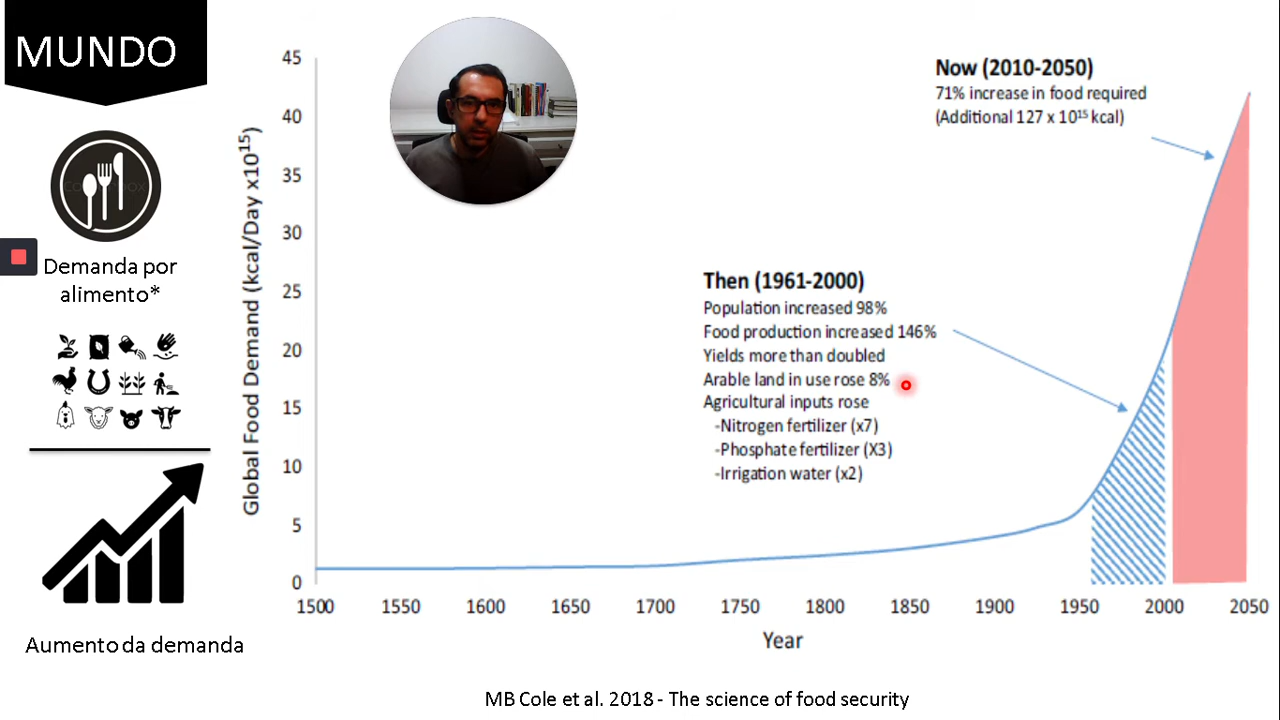 MUNDO
Demanda por
alimento*
Aumento da demanda
Global Food Demand (kcal/Day x10¹⁵)
45
40
35
30
25
20
15
10
5
0
Now (2010-2050)
71% increase in food required
(Additional 127 x 10¹⁵ kcal)
Then (1961-2000)
Population increased 98%
Food production increased 146%
Yields more than doubled
Arable land in use rose 8%
Agricultural inputs rose
-Nitrogen fertilizer (x7)
-Phosphate fertilizer (X3)
-Irrigation water (x2)
1500 1550 1600 1650 1700 1750 1800 1850 1900 1950 2000 2050
Year
MB Cole et al. 2018 - The science of food security